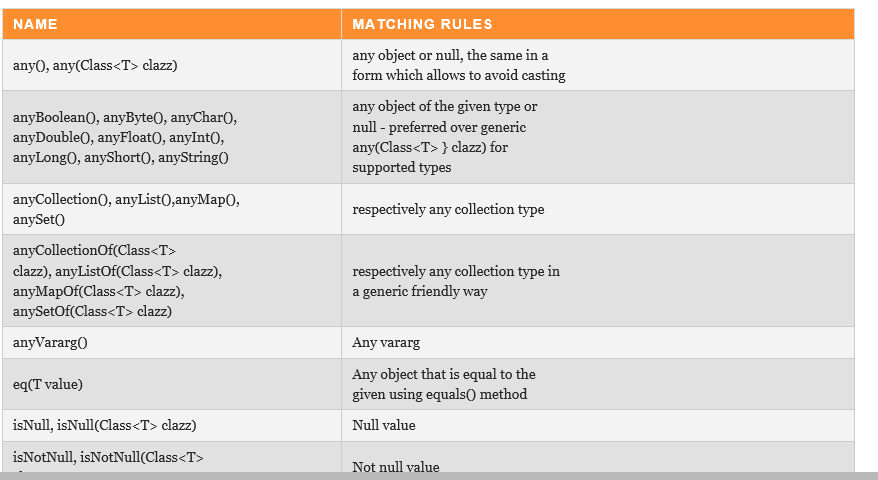 NAME
MATCHING RULES
any(), any(Class<T> clazz)
any object or null, the same in a
form which allows to avoid casting
anyBoolean(), anyByte(), anyChar(),
anyDouble(), anyFloat(), anyInt(),
anyLong(), anyShort(), anyString()
any object of the given type or
null - preferred over generic
any(Class<T> } clazz) for
supported types
anyCollection(), anyList(),anyMap(),
anySet()
respectively any collection type
anyCollectionOf(Class<T>
clazz), anyListOf(Class<T> clazz),
anyMapOf(Class<T> clazz),
anySetOf(Class<T> clazz)
respectively any collection type in
a generic friendly way
anyVararg()
Any vararg
eq(T value)
Any object that is equal to the
given using equals() method
isNull, isNull(Class<T> clazz)
Null value
isNotNull, isNotNull(Class<T>
Not null value